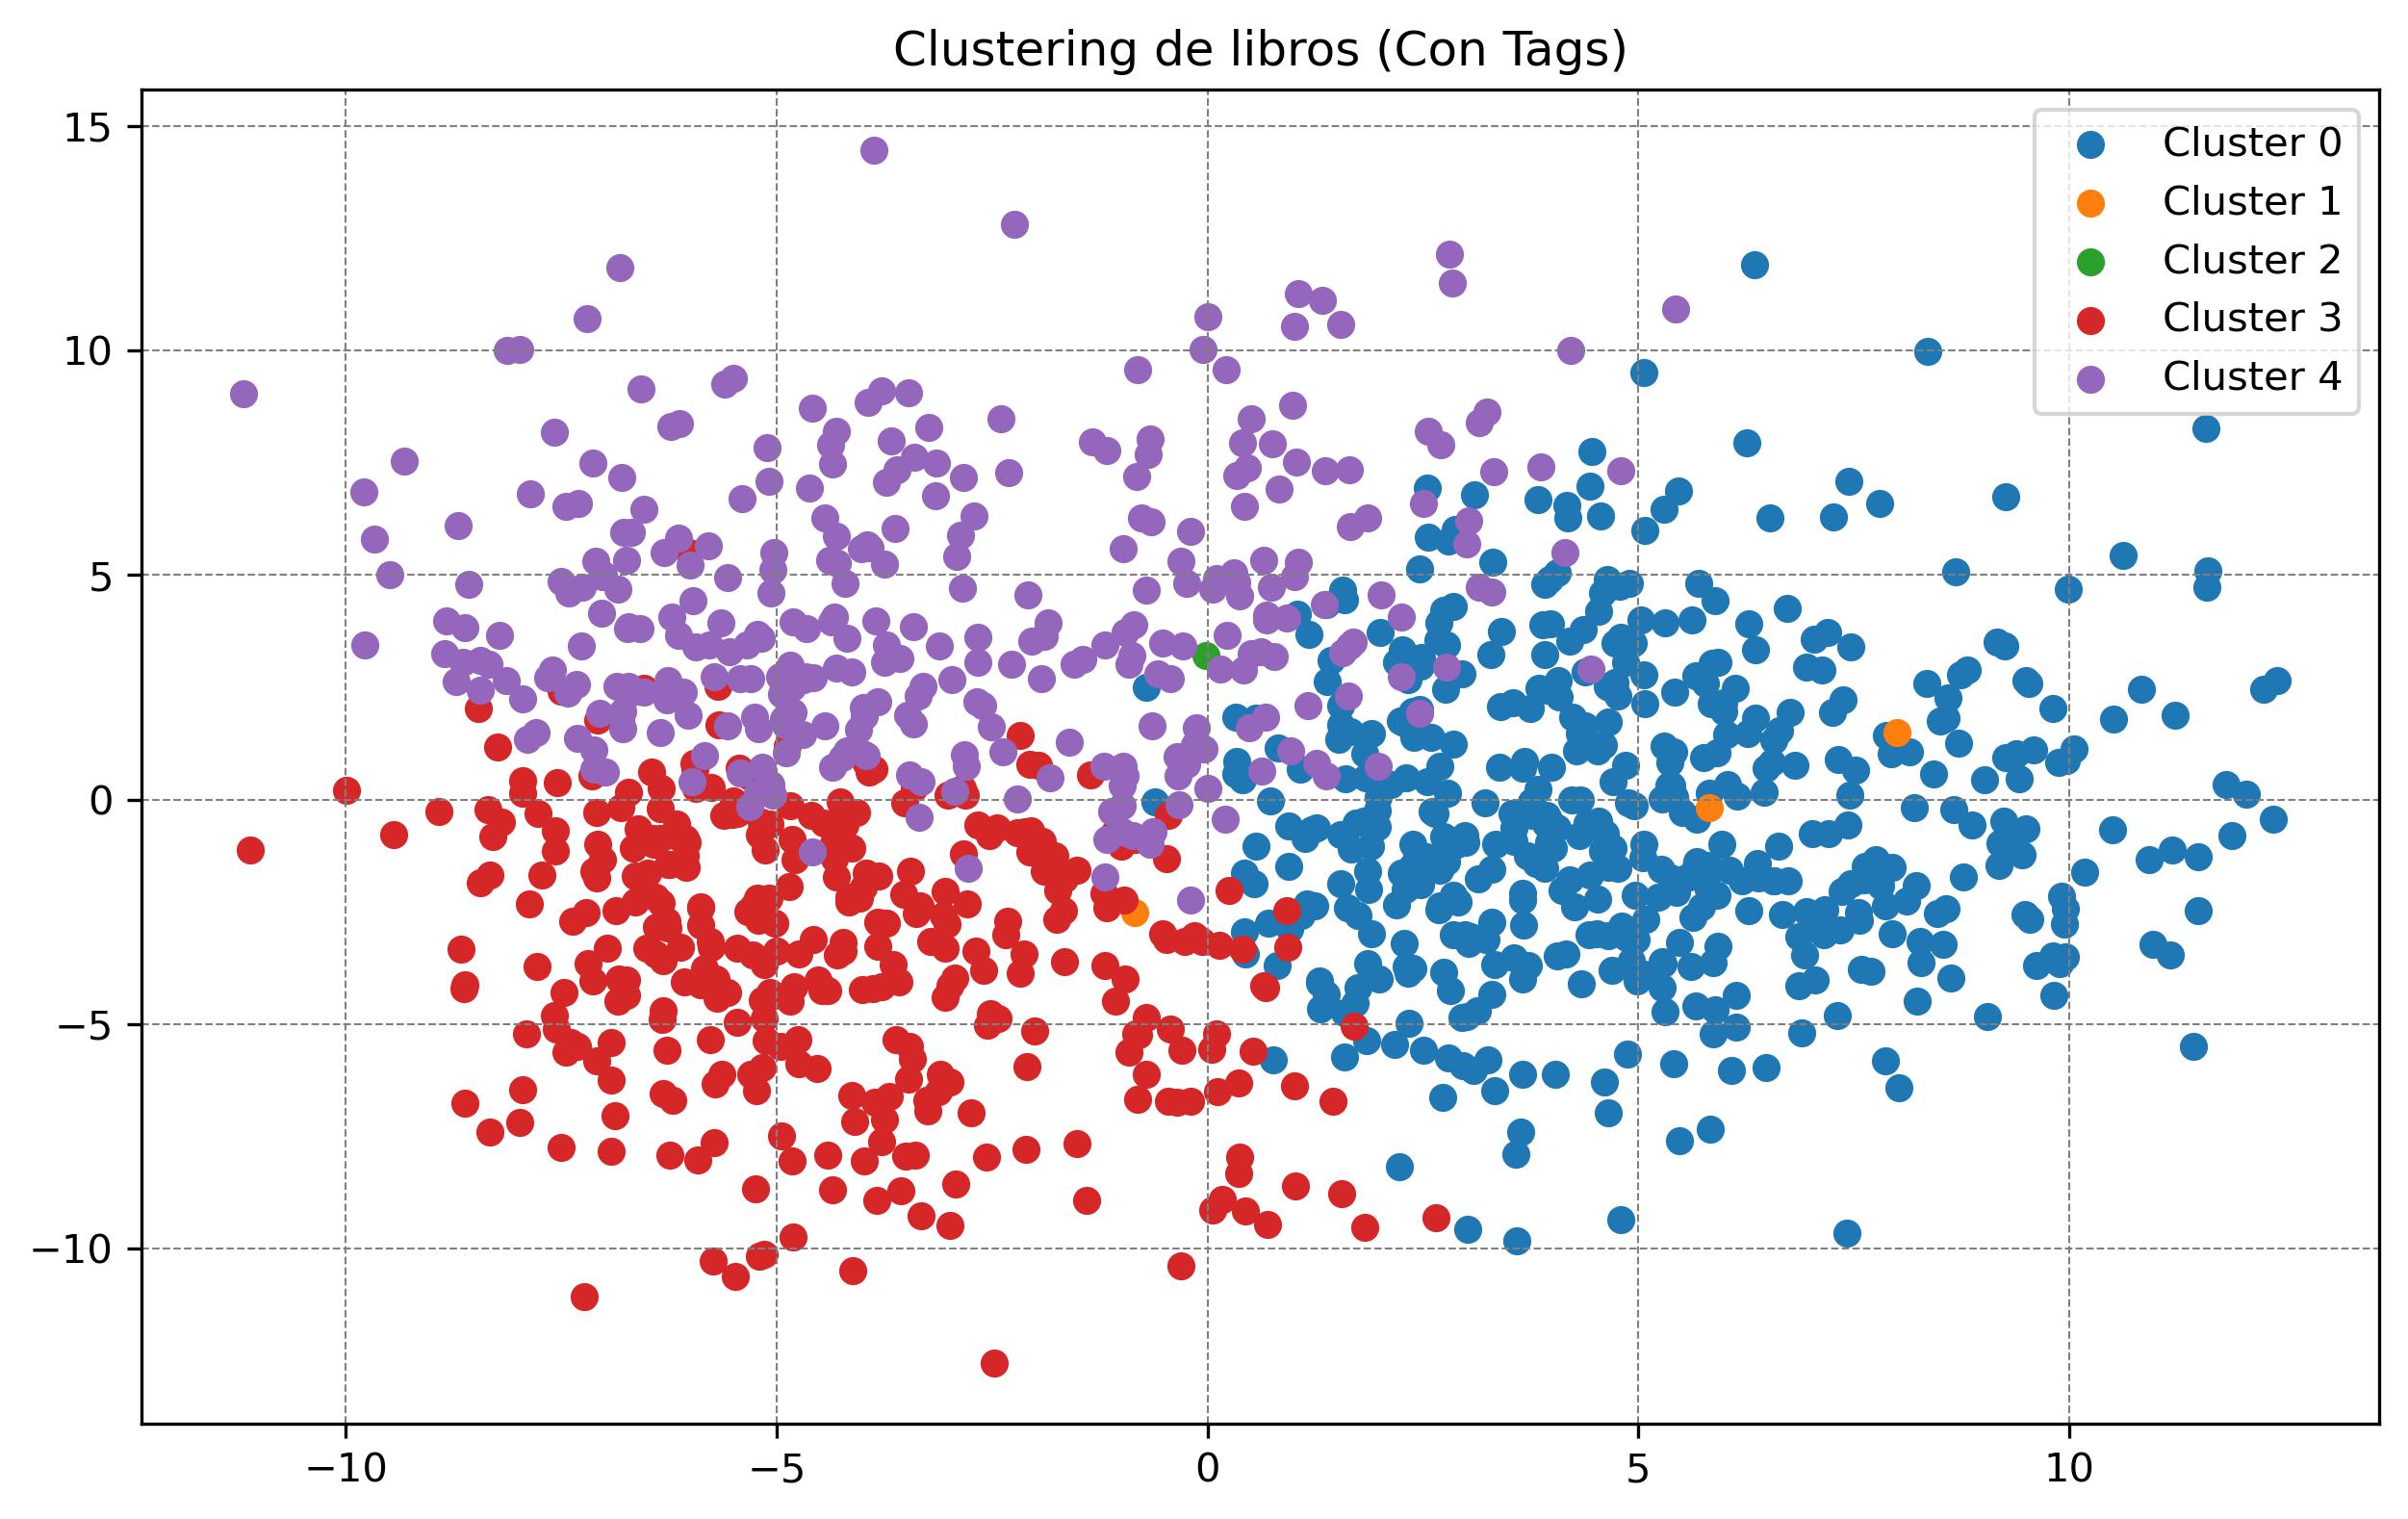 Clustering de libros (Con Tags)
15
10
5
0
−5
−10
−10
−5
0
5
10
Cluster 0
Cluster 1
Cluster 2
Cluster 3
Cluster 4